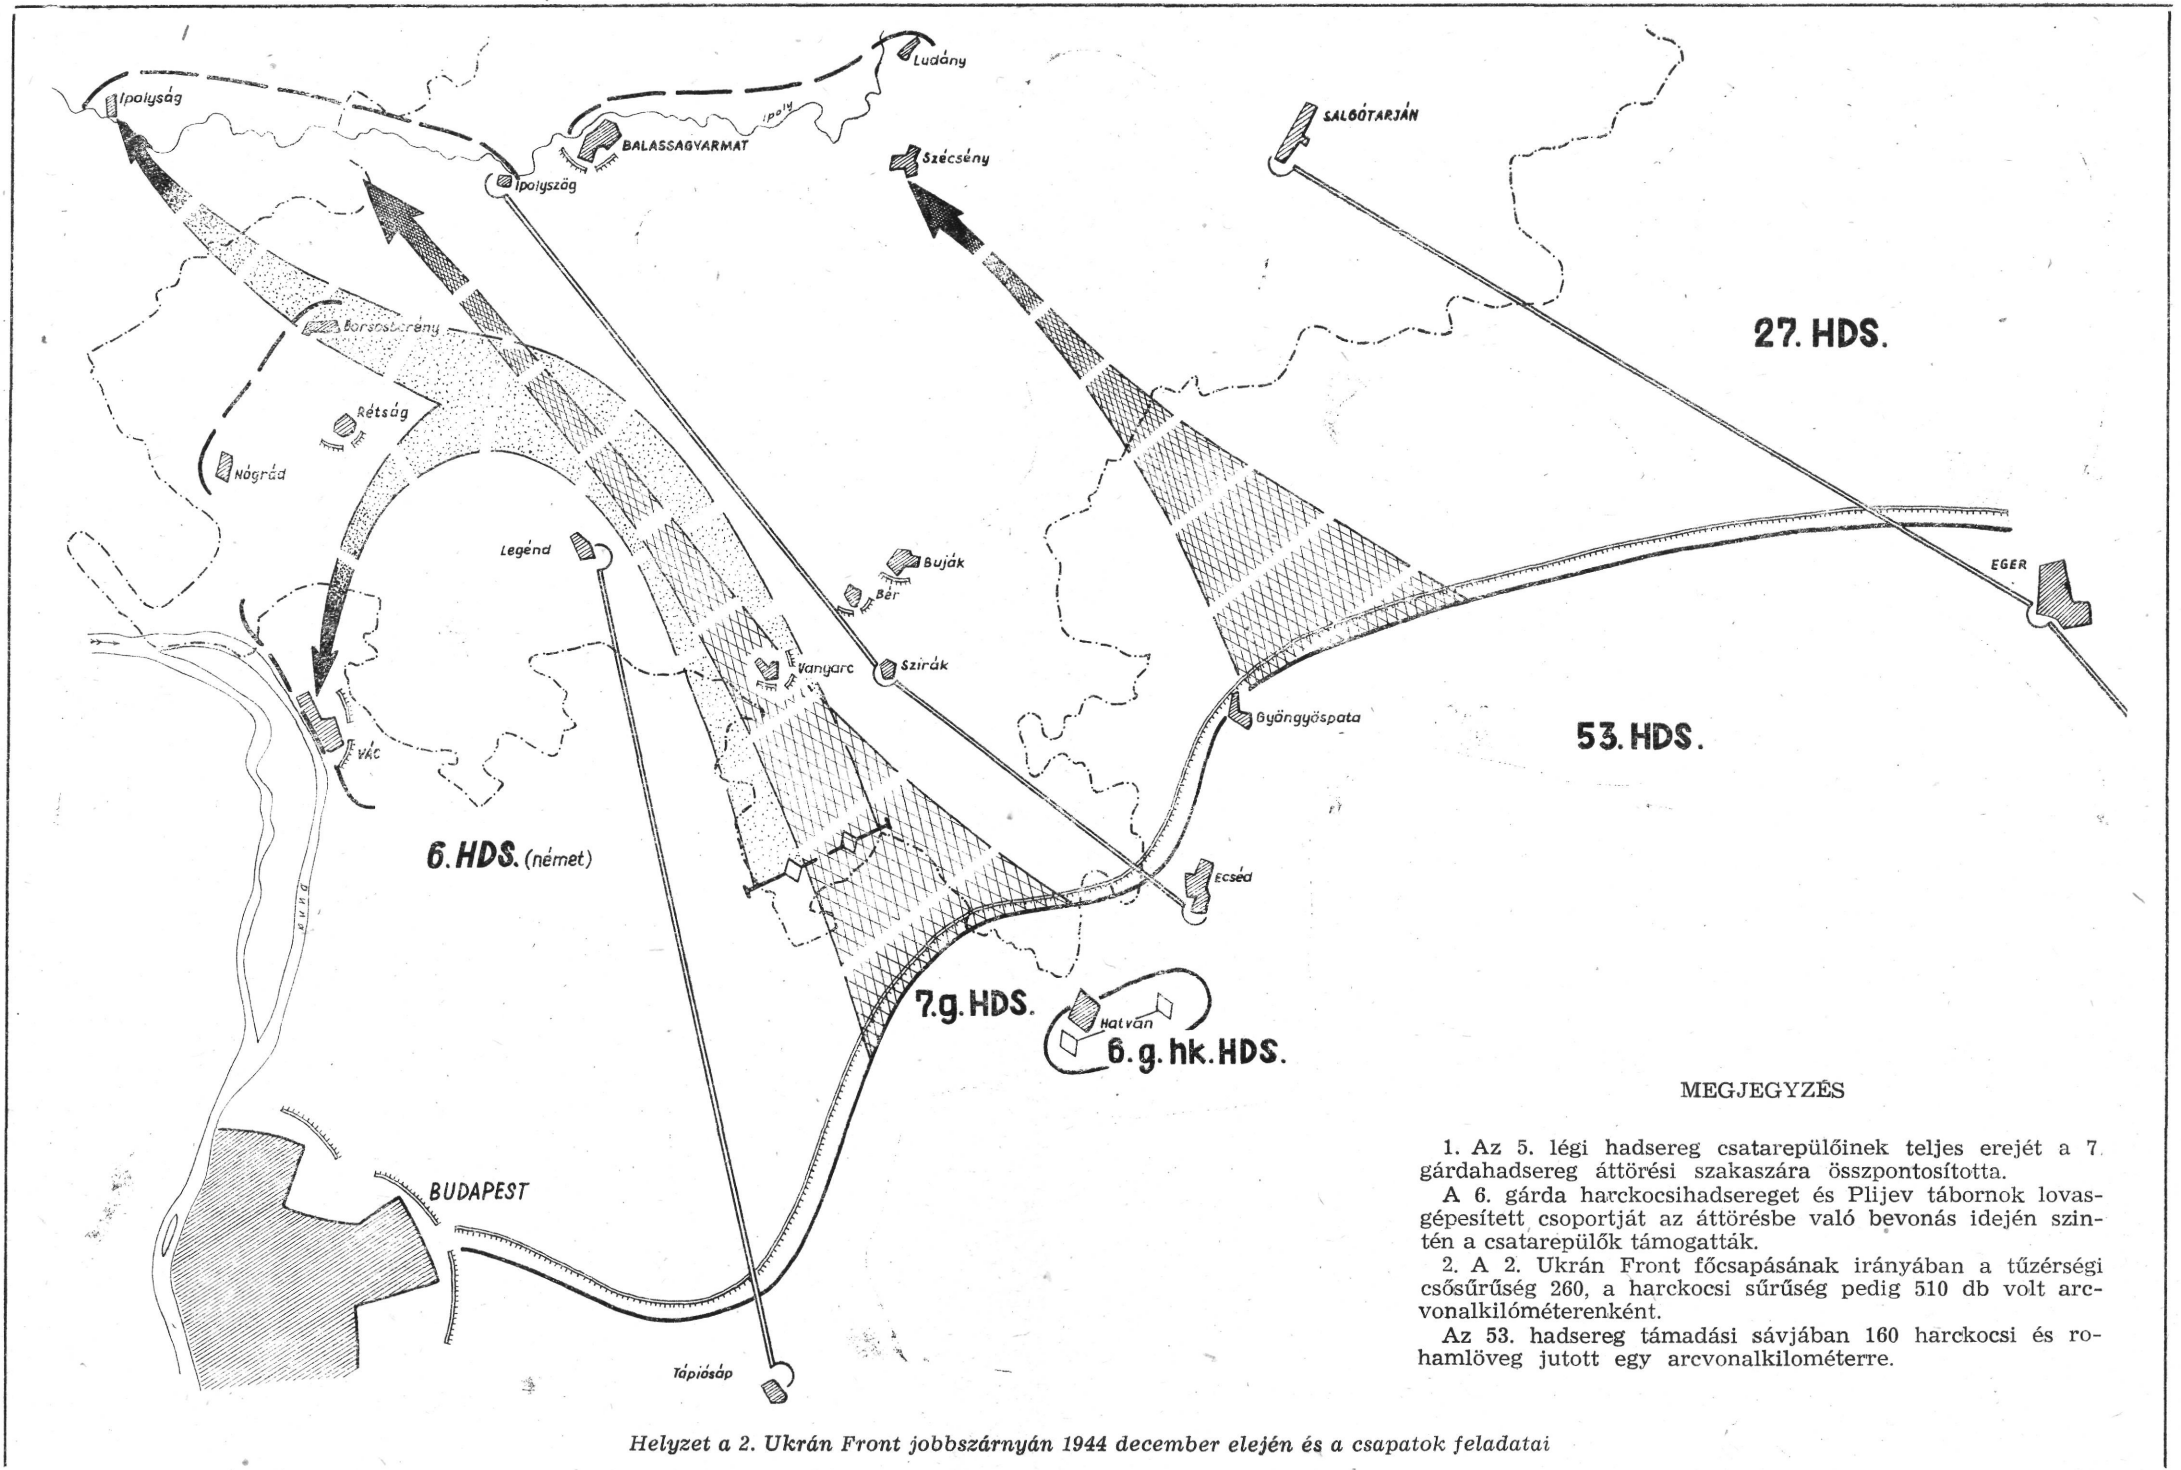 Ludány
Ipolyság
SALGÓTARJÁN
ipoly
BALASSAGYARMAT
Szécsény
Ipolyszög
27. HDS.
Borsosberény
Rétság
Nógrád
Legénd
Buják
EGER
Bér
Vanyarc
Szirák
Gyöngyöspata
53. HDS.
VÁC
6. HDS. (német)
Ecséd
Duna
7.g. HDS.
Hatvan
6.g.hk.HDS.
BUDAPEST
Tápiósáp
MEGJEGYZÉS
1. Az 5. légi hadsereg csatarepülőinek teljes erejét a 7.
gárdahadsereg áttörési szakaszára összpontosította.
A 6. gárda harckocsihadsereget és Plijev tábornok lovas-
gépesített csoportját az áttörésbe való bevonás idején szin-
tén a csatarepülők támogatták.
2. A 2. Ukrán Front főcsapásának irányában a tűzérségi
csősűrűség 260, a harckocsi sűrűség pedig 510 db volt arc-
vonalkilóméterenként.
Az 53. hadsereg támadási sávjában 160 harckocsi és ro-
hamlöveg jutott egy arcvonalkilométerre.
Helyzet a 2. Ukrán Front jobbszárnyán 1944 december elején és a csapatok feladatai